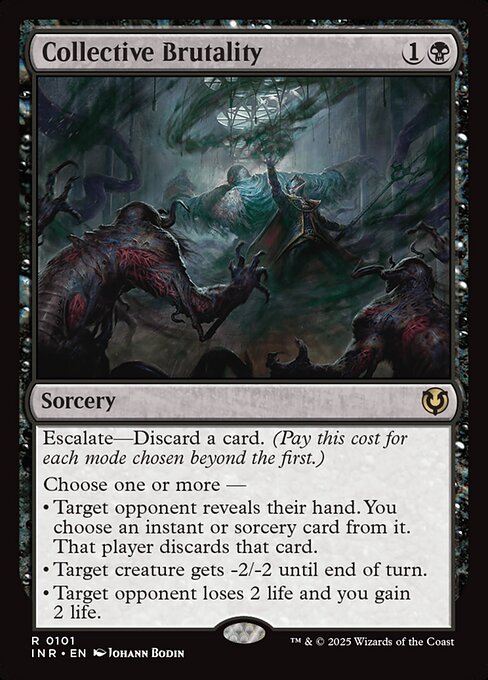 Collective Brutality 1
Sorcery
Escalate—Discard a card. (Pay this cost for
each mode chosen beyond the first.)
Choose one or more —
• Target opponent reveals their hand. You
choose an instant or sorcery card from it.
That player discards that card.
• Target creature gets -2/-2 until end of turn.
• Target opponent loses 2 life and you gain
2 life.
R 0101
INR • EN Johann Bodin
™ & © 2025 Wizards of the Coast